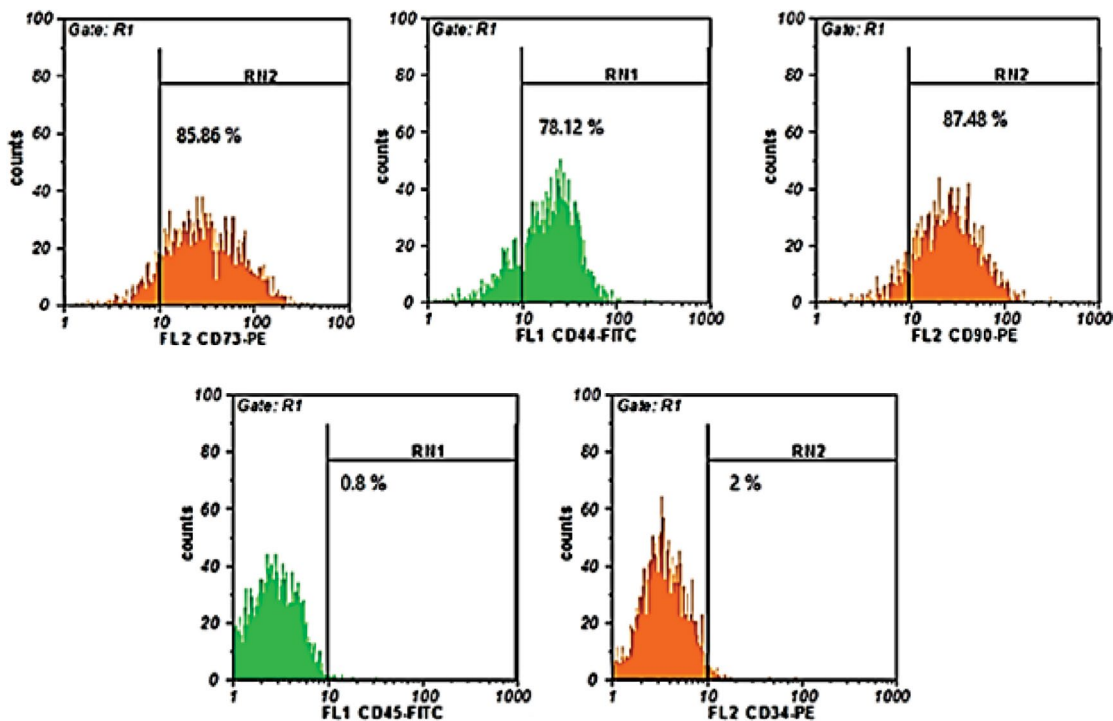 100
Gate: R1
80
RN2
60
85.86 %
counts
40
20
0
1 10 100 100
FL2 CD73-PE
100
Gate: R1
80
RN1
60
78.12 %
counts
40
20
0
1 10 100 1000
FL1 CD44-FITC
100
Gate: R1
80
RN2
60
87.48 %
counts
40
20
0
1 10 100 1000
FL2 CD90-PE
100
Gate: R1
80
RN1
0.8 %
60
counts
40
20
0
1 10 100 1000
FL1 CD45-FITC
100
Gate: R1
80
RN2
2 %
60
counts
40
20
0
1 10 100 1000
FL2 CD34-PE